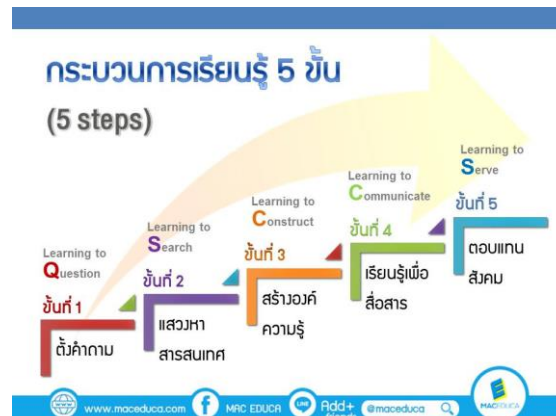 กระบวนการเรียนรู้ 5 ขั้น
(5 steps)
Learning to
Question
ขั้นที่ 1
ตั้งคำถาม
Learning to
Search
ขั้นที่ 2
แสวงหา
สารสนเทศ
Learning to
Construct
ขั้นที่ 3
สร้างองค์
ความรู้
Learning to
Communicate
ขั้นที่ 4
เรียนรู้เพื่อ
สื่อสาร
Learning to
Serve
ขั้นที่ 5
ตอบแทน
สังคม
www.maceduca.com
MAC EDUCA
LINE
Add+
friends
@maceduca
MACEDUCA